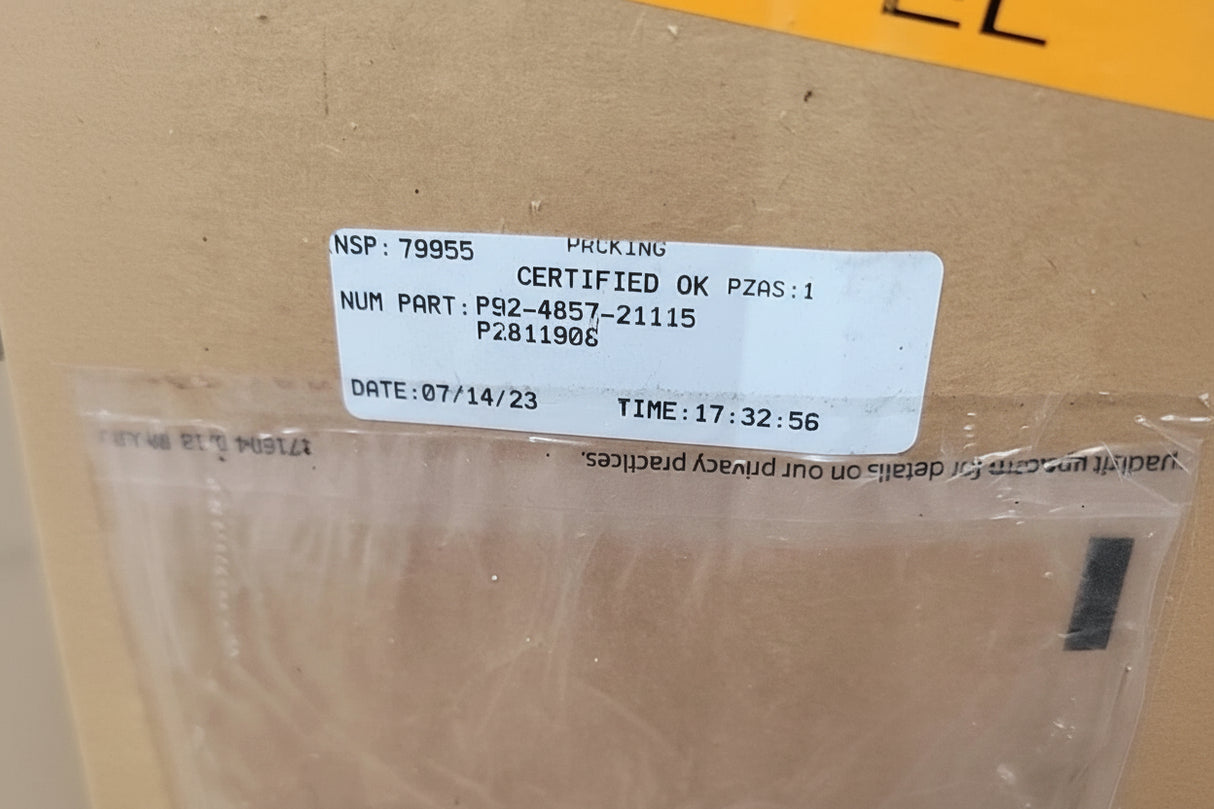 NSP: 79955 PACKING
CERTIFIED OK PZAS:1
NUM PART:P92-4857-21115
P2811908
DATE:07/14/23 TIME:17:32:56
for details on our privacy practices.